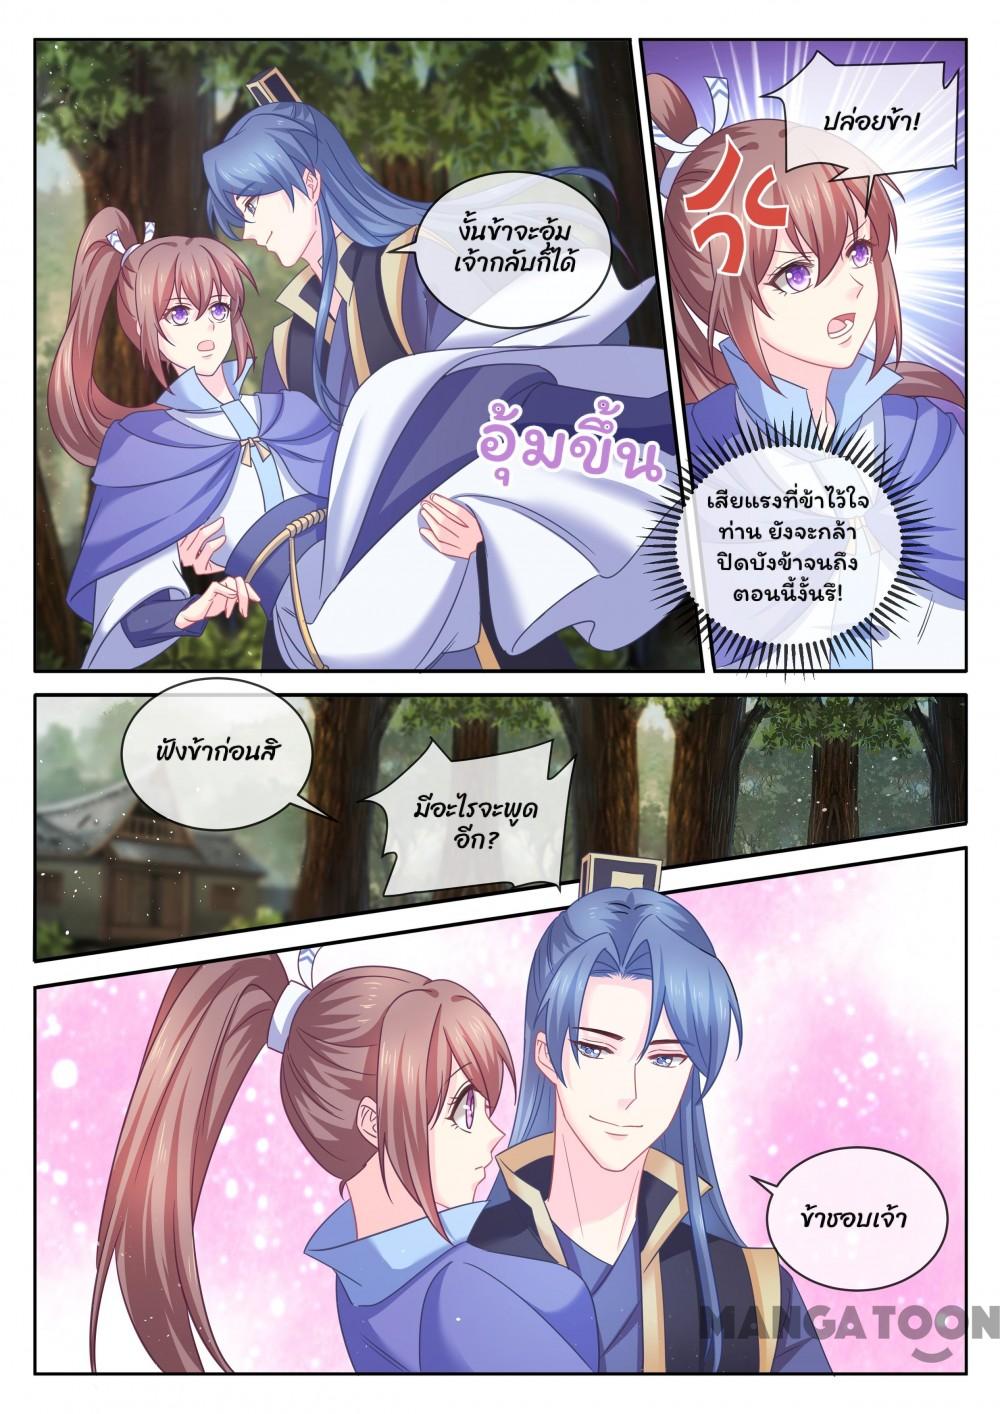 งั้นข้าจะอุ้ม
เจ้ากลับก็ได้
อุ้มขึ้น
ปล่อยข้า!
เสียแรงที่ข้าไว้ใจ
ท่าน ยังจะกล้า
ปิดบังข้าจนถึง
ตอนนี้งั้นรึ!
ฟังข้าก่อนสิ
มีอะไรจะพูด
อีก?
ข้าชอบเจ้า
MANGATOON